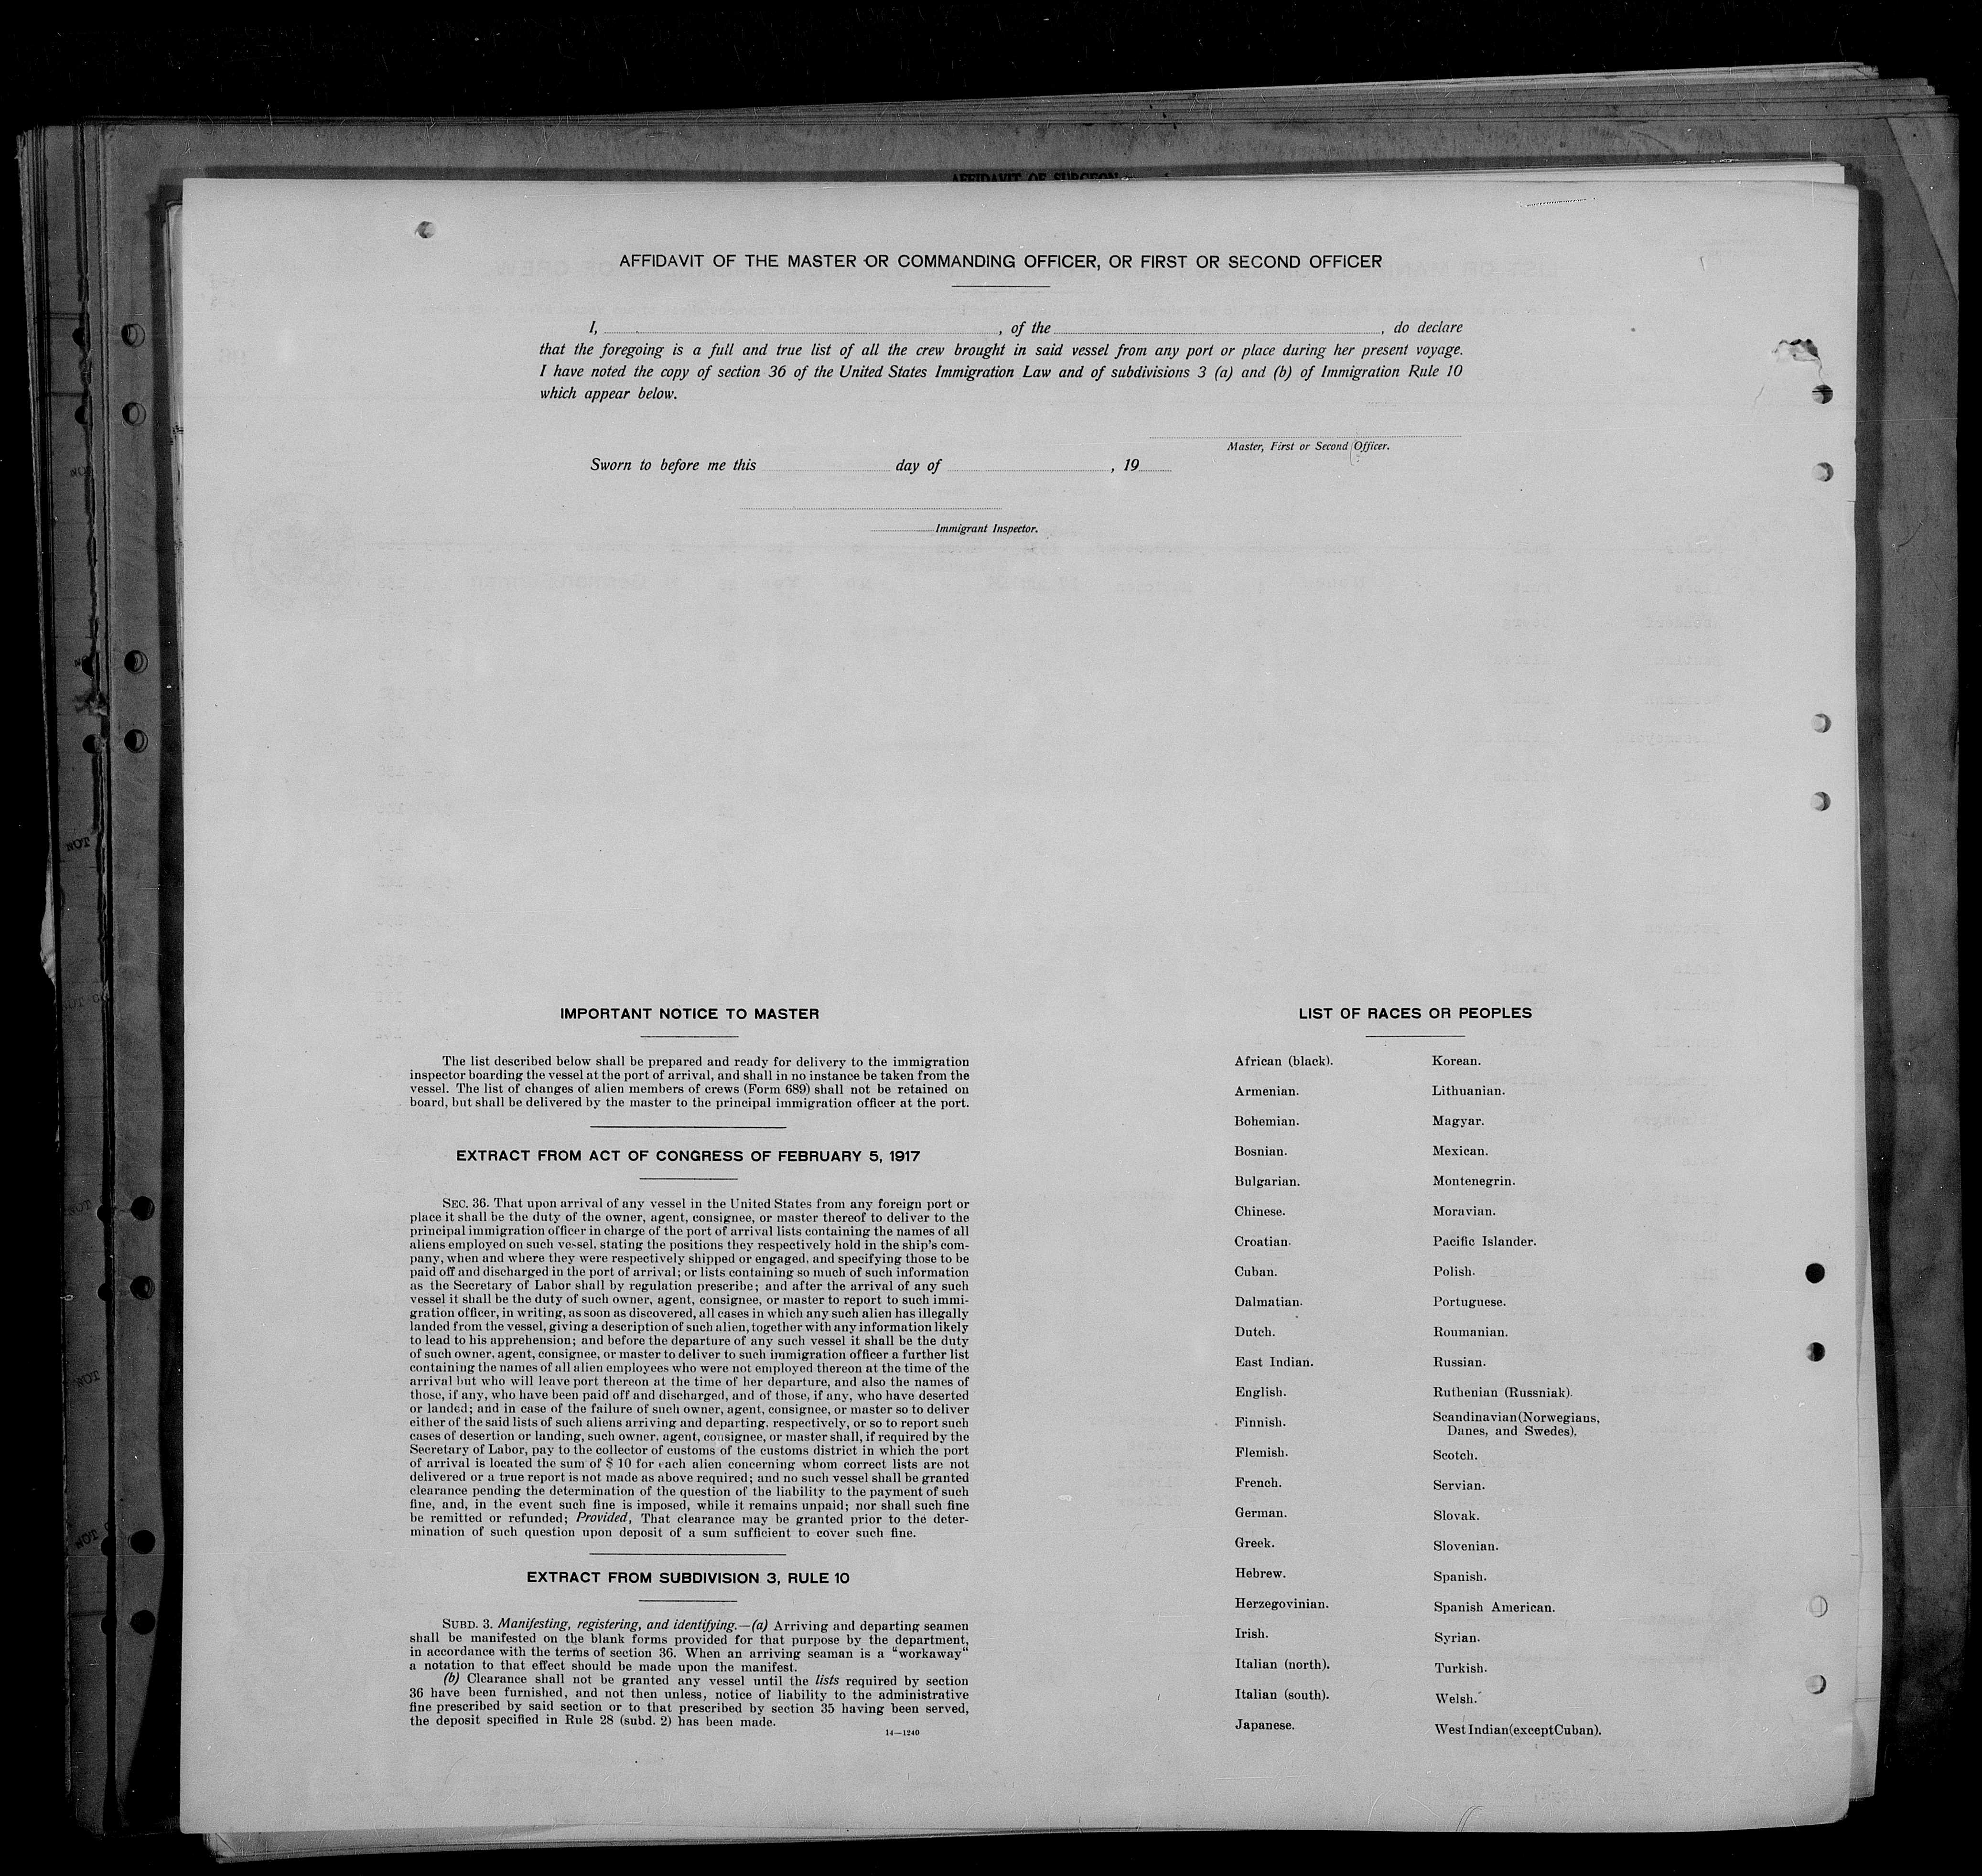 AFFIDAVIT OF SURGEON
AFFIDAVIT OF THE MASTER OR COMMANDING OFFICER, OR FIRST OR SECOND OFFICER
I, , of the , do declare
that the foregoing is a full and true list of all the crew brought in said vessel from any port or place during her present voyage.
I have noted the copy of section 36 of the United States Immigration Law and of subdivisions 3 (a) and (b) of Immigration Rule 10
which appear below.
Master, First or Second Officer.
Sworn to before me this day of , 19
Immigrant Inspector.
IMPORTANT NOTICE TO MASTER
The list described below shall be prepared and ready for delivery to the immigration
inspector boarding the vessel at the port of arrival, and shall in no instance be taken from the
vessel. The list of changes of alien members of crews (Form 689) shall not be retained on
board, but shall be delivered by the master to the principal immigration officer at the port.
EXTRACT FROM ACT OF CONGRESS OF FEBRUARY 5, 1917
SEC. 36. That upon arrival of any vessel in the United States from any foreign port or
place it shall be the duty of the owner, agent, consignee, or master thereof to deliver to the
principal immigration officer in charge of the port of arrival lists containing the names of all
aliens employed on such vessel, stating the positions they respectively hold in the ship's com-
pany, when and where they were respectively shipped or engaged, and specifying those to be
paid off and discharged in the port of arrival; or lists containing so much of such information
as the Secretary of Labor shall by regulation prescribe; and after the arrival of any such
vessel it shall be the duty of such owner, agent, consignee, or master to report to such immi-
gration officer, in writing, as soon as discovered, all cases in which any such alien has illegally
landed from the vessel, giving a description of such alien, together with any information likely
to lead to his apprehension; and before the departure of any such vessel it shall be the duty
of such owner, agent, consignee, or master to deliver to such immigration officer a further list
containing the names of all alien employees who were not employed thereon at the time of the
arrival but who will leave port thereon at the time of her departure, and also the names of
those, if any, who have been paid off and discharged, and of those, if any, who have deserted
or landed; and in case of the failure of such owner, agent, consignee, or master so to deliver
either of the said lists of such aliens arriving and departing, respectively, or so to report such
cases of desertion or landing, such owner, agent, consignee, or master shall, if required by the
Secretary of Labor, pay to the collector of customs of the customs district in which the port
of arrival is located the sum of $ 10 for each alien concerning whom correct lists are not
delivered or a true report is not made as above required; and no such vessel shall be granted
clearance pending the determination of the question of the liability to the payment of such
fine, and, in the event such fine is imposed, while it remains unpaid; nor shall such fine
be remitted or refunded; Provided, That clearance may be granted prior to the deter-
mination of such question upon deposit of a sum sufficient to cover such fine.
EXTRACT FROM SUBDIVISION 3, RULE 10
SUBD. 3. Manifesting, registering, and identifying.—(a) Arriving and departing seamen
shall be manifested on the blank forms provided for that purpose by the department,
in accordance with the terms of section 36. When an arriving seaman is a "workaway"
a notation to that effect should be made upon the manifest.
(b) Clearance shall not be granted any vessel until the lists required by section
36 have been furnished, and not then unless, notice of liability to the administrative
fine prescribed by said section or to that prescribed by section 35 having been served,
the deposit specified in Rule 28 (subd. 2) has been made.
14—1240
LIST OF RACES OR PEOPLES
African (black).
Armenian.
Bohemian.
Bosnian.
Bulgarian.
Chinese.
Croatian.
Cuban.
Dalmatian.
Dutch.
East Indian.
English.
Finnish.
Flemish.
French.
German.
Greek.
Hebrew.
Herzegovinian.
Irish.
Italian (north).
Italian (south).
Japanese.
Korean.
Lithuanian.
Magyar.
Mexican.
Montenegrin.
Moravian.
Pacific Islander.
Polish.
Portuguese.
Roumanian.
Russian.
Ruthenian (Russniak).
Scandinavian (Norwegians,
Danes, and Swedes).
Scotch.
Servian.
Slovak.
Slovenian.
Spanish.
Spanish American.
Syrian.
Turkish.
Welsh.
West Indian (except Cuban).